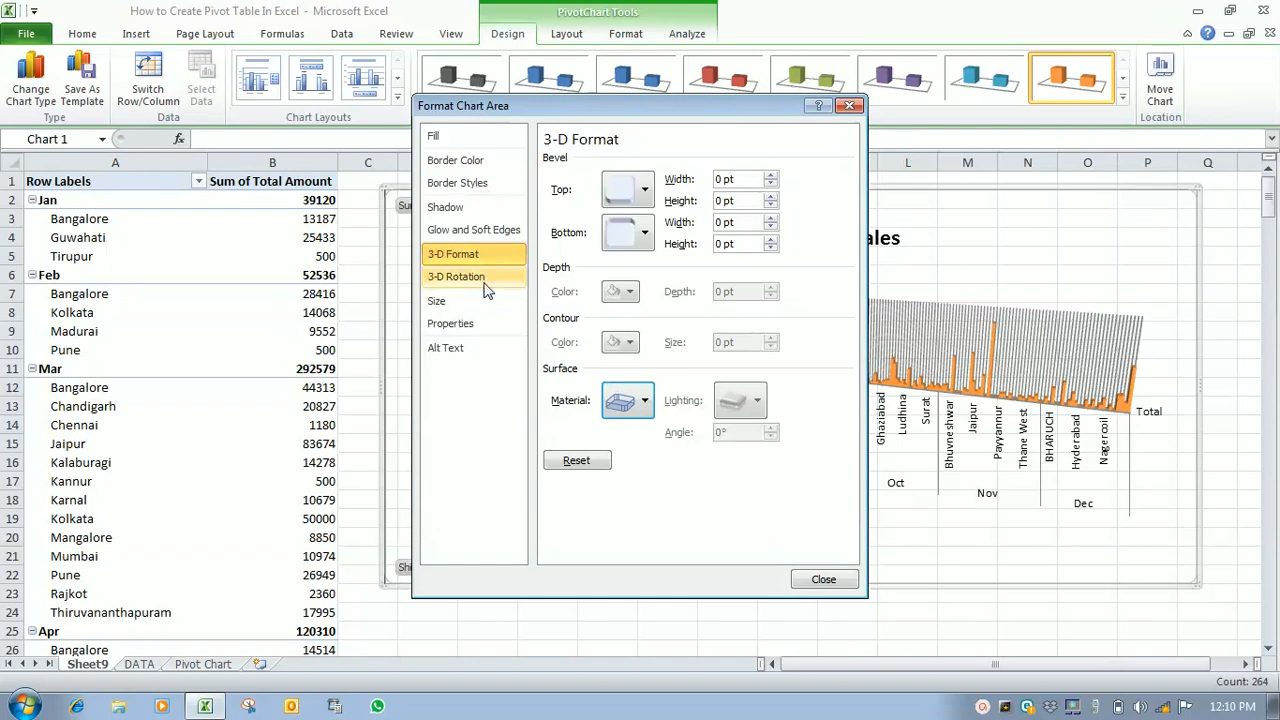 How to Create Pivot Table In Excel - Microsoft Excel
PivotChart Tools
File Home Insert Page Layout Formulas Data Review View Design Layout Format Analyze
Change Chart Type
Save As Template
Switch Row/Column
Select Data
Move Chart
Type
Data
Chart Layouts
Location
Chart 1
fx
Format Chart Area
Fill
Border Color
Border Styles
Shadow
Glow and Soft Edges
3-D Format
3-D Rotation
Size
Properties
Alt Text
3-D Format
Bevel
Top: Width: 0 pt
Height: 0 pt
Bottom: Width: 0 pt
Height: 0 pt
Depth
Color: Depth: 0 pt
Contour
Color: Size: 0 pt
Surface
Material: Lighting:
Angle: 0°
Reset
Close
A B C L M N O P Q
1 Row Labels Sum of Total Amount
2 Jan 39120
3 Bangalore 13187
4 Guwahati 25433
5 Tirupur 500
6 Feb 52536
7 Bangalore 28416
8 Kolkata 14068
9 Madurai 9552
10 Pune 500
11 Mar 292579
12 Bangalore 44313
13 Chandigarh 20827
14 Chennai 1180
15 Jaipur 83674
16 Kalaburagi 14278
17 Kannur 500
18 Karnal 10679
19 Kolkata 50000
20 Mangalore 8850
21 Mumbai 10974
22 Pune 26949
23 Rajkot 2360
24 Thiruvananthapuram 17995
25 Apr 120310
26 Bangalore 14514
Su
ales
Ghaziabad
Ludhina
Surat
Bhuvneshwar
Jaipur
Payyannur
Thane West
BHARUCH
Hyderabad
Nagercoil
Total
Oct
Nov
Dec
Shi
Sheet9 DATA Pivot Chart
Count: 264
12:10 PM